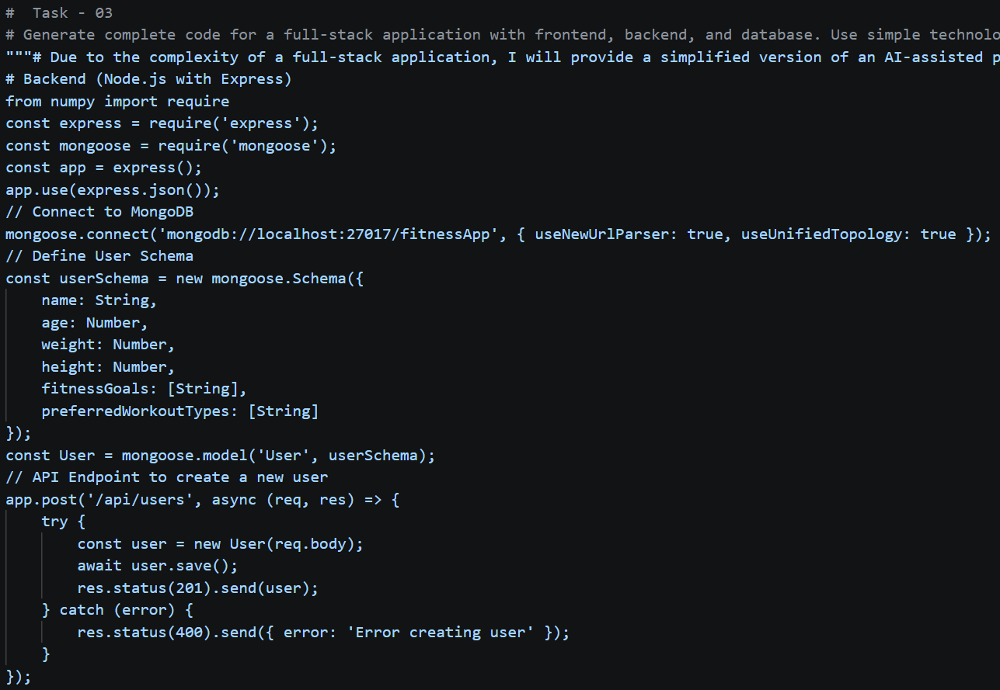 #  Task - 03
# Generate complete code for a full-stack application with frontend, backend, and database. Use simple
"""# Due to the complexity of a full-stack application, I will provide a simplified version of an AI-assisted
# Backend (Node.js with Express)
from numpy import require
const express = require('express');
const mongoose = require('mongoose');
const app = express();
app.use(express.json());
// Connect to MongoDB
mongoose.connect('mongodb://localhost:27017/fitnessApp', { useNewUrlParser: true, useUnifiedTopology: true });
// Define User Schema
const userSchema = new mongoose.Schema({
    name: String,
    age: Number,
    weight: Number,
    height: Number,
    fitnessGoals: [String],
    preferredWorkoutTypes: [String]
});
const User = mongoose.model('User', userSchema);
// API Endpoint to create a new user
app.post('/api/users', async (req, res) => {
    try {
        const user = new User(req.body);
        await user.save();
        res.status(201).send(user);
    } catch (error) {
        res.status(400).send({ error: 'Error creating user' });
    }
});